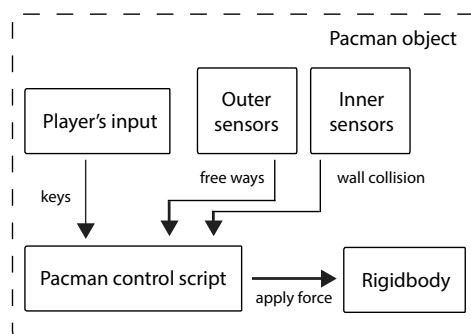 Pacman object
Player's input
Outer
sensors
Inner
sensors
keys
free ways
wall collision
Pacman control script
apply force
Rigidbody